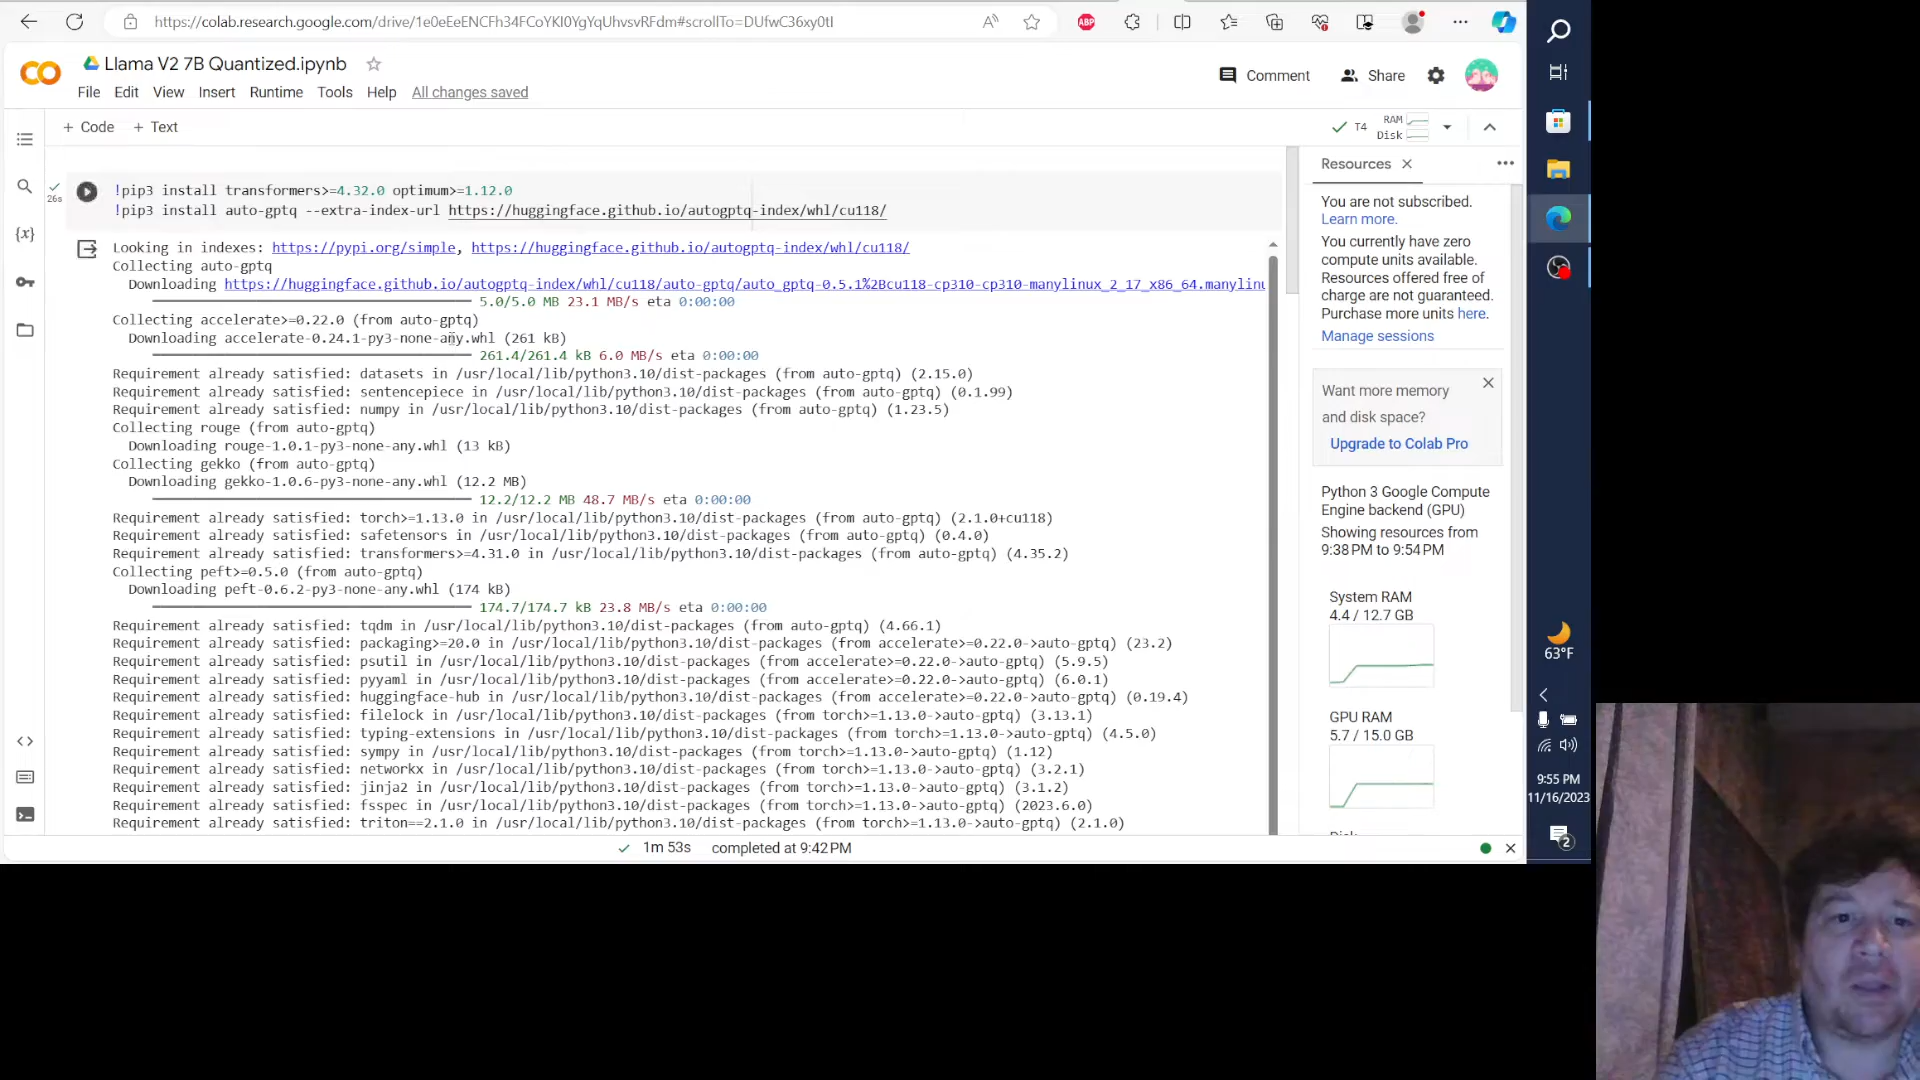 https://colab.research.google.com/drive/1e0eEeENCFh34FCoYKI0YgYqUhvsvRFdm#scrollTo=DUfwC36xy0tI
ABP
Llama V2 7B Quantized.ipynb
Comment
Share
File Edit View Insert Runtime Tools Help All changes saved
+ Code + Text
T4
RAM
Disk
Resources
26s
!pip3 install transformers>=4.32.0 optimum>=1.12.0
!pip3 install auto-gptq --extra-index-url https://huggingface.github.io/autogptq-index/whl/cu118/
{x}
Looking in indexes: https://pypi.org/simple, https://huggingface.github.io/autogptq-index/whl/cu118/
Collecting auto-gptq
Downloading https://huggingface.github.io/autogptq-index/whl/cu118/auto-gptq/auto_gptq-0.5.1%2Bcu118-cp310-cp310-manylinux_2_17_x86_64.manylinu
5.0/5.0 MB 23.1 MB/s eta 0:00:00
Collecting accelerate>=0.22.0 (from auto-gptq)
Downloading accelerate-0.24.1-py3-none-any.whl (261 kB)
261.4/261.4 kB 6.0 MB/s eta 0:00:00
Requirement already satisfied: datasets in /usr/local/lib/python3.10/dist-packages (from auto-gptq) (2.15.0)
Requirement already satisfied: sentencepiece in /usr/local/lib/python3.10/dist-packages (from auto-gptq) (0.1.99)
Requirement already satisfied: numpy in /usr/local/lib/python3.10/dist-packages (from auto-gptq) (1.23.5)
Collecting rouge (from auto-gptq)
Downloading rouge-1.0.1-py3-none-any.whl (13 kB)
Collecting gekko (from auto-gptq)
Downloading gekko-1.0.6-py3-none-any.whl (12.2 MB)
12.2/12.2 MB 48.7 MB/s eta 0:00:00
Requirement already satisfied: torch>=1.13.0 in /usr/local/lib/python3.10/dist-packages (from auto-gptq) (2.1.0+cu118)
Requirement already satisfied: safetensors in /usr/local/lib/python3.10/dist-packages (from auto-gptq) (0.4.0)
Requirement already satisfied: transformers>=4.31.0 in /usr/local/lib/python3.10/dist-packages (from auto-gptq) (4.35.2)
Collecting peft>=0.5.0 (from auto-gptq)
Downloading peft-0.6.2-py3-none-any.whl (174 kB)
174.7/174.7 kB 23.8 MB/s eta 0:00:00
Requirement already satisfied: tqdm in /usr/local/lib/python3.10/dist-packages (from auto-gptq) (4.66.1)
Requirement already satisfied: packaging>=20.0 in /usr/local/lib/python3.10/dist-packages (from accelerate>=0.22.0->auto-gptq) (23.2)
Requirement already satisfied: psutil in /usr/local/lib/python3.10/dist-packages (from accelerate>=0.22.0->auto-gptq) (5.9.5)
Requirement already satisfied: pyyaml in /usr/local/lib/python3.10/dist-packages (from accelerate>=0.22.0->auto-gptq) (6.0.1)
Requirement already satisfied: huggingface-hub in /usr/local/lib/python3.10/dist-packages (from accelerate>=0.22.0->auto-gptq) (0.19.4)
Requirement already satisfied: filelock in /usr/local/lib/python3.10/dist-packages (from torch>=1.13.0->auto-gptq) (3.13.1)
Requirement already satisfied: typing-extensions in /usr/local/lib/python3.10/dist-packages (from torch>=1.13.0->auto-gptq) (4.5.0)
Requirement already satisfied: sympy in /usr/local/lib/python3.10/dist-packages (from torch>=1.13.0->auto-gptq) (1.12)
Requirement already satisfied: networkx in /usr/local/lib/python3.10/dist-packages (from torch>=1.13.0->auto-gptq) (3.2.1)
Requirement already satisfied: jinja2 in /usr/local/lib/python3.10/dist-packages (from torch>=1.13.0->auto-gptq) (3.1.2)
Requirement already satisfied: fsspec in /usr/local/lib/python3.10/dist-packages (from torch>=1.13.0->auto-gptq) (2023.6.0)
Requirement already satisfied: triton==2.1.0 in /usr/local/lib/python3.10/dist-packages (from torch>=1.13.0->auto-gptq) (2.1.0)
You are not subscribed.
Learn more.
You currently have zero
compute units available.
Resources offered free of
charge are not guaranteed.
Purchase more units here.
Manage sessions
Want more memory
and disk space?
Upgrade to Colab Pro
Python 3 Google Compute
Engine backend (GPU)
Showing resources from
9:38 PM to 9:54 PM
System RAM
4.4 / 12.7 GB
GPU RAM
5.7 / 15.0 GB
1m 53s completed at 9:42 PM
63°F
9:55 PM
11/16/2023
2